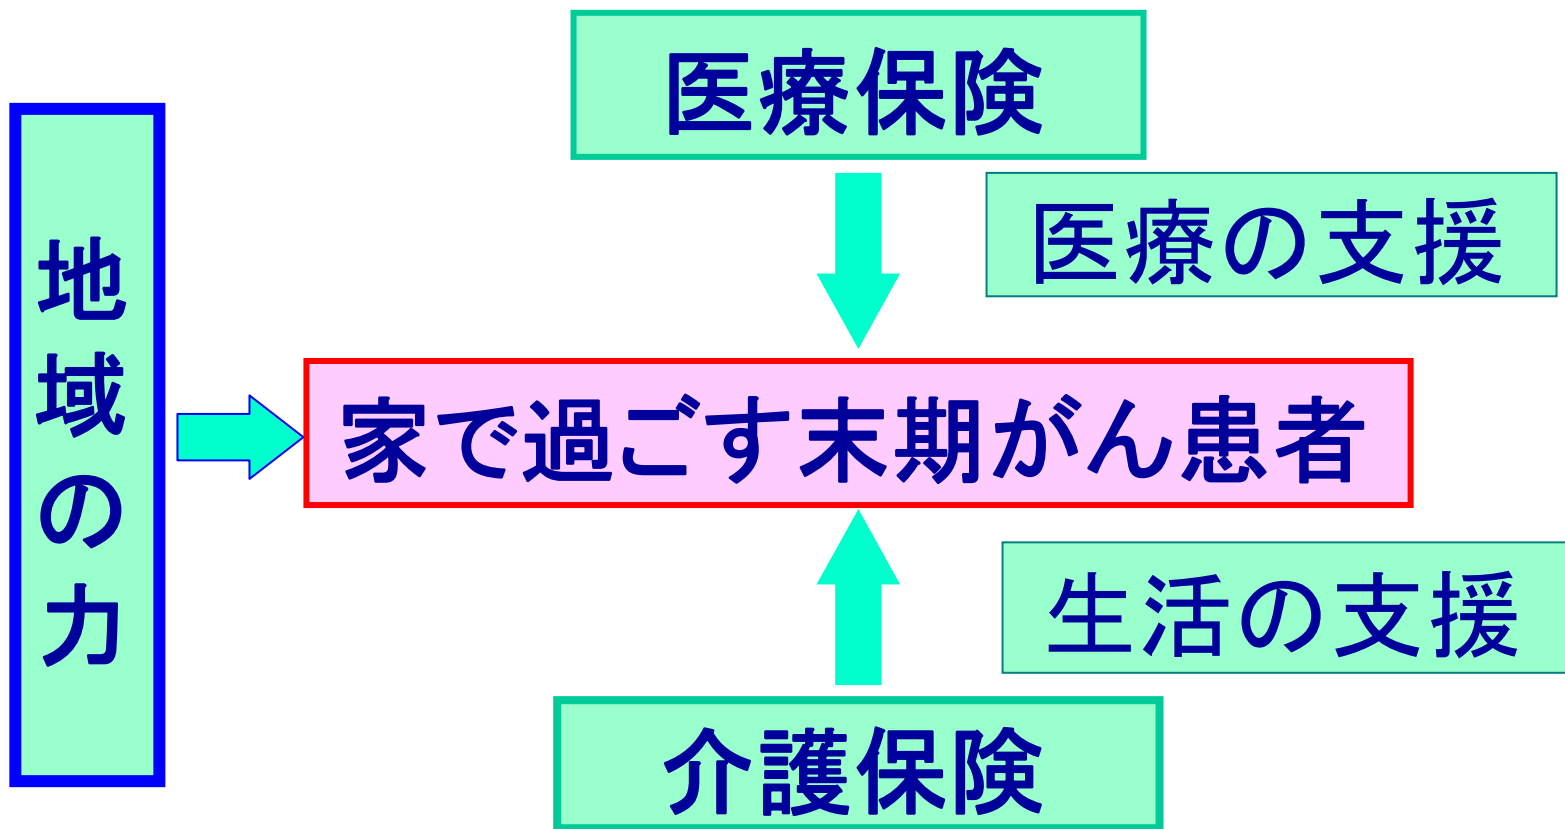 医療保険
医療の支援
地域の力
家で過ごす末期がん患者
生活の支援
介護保険